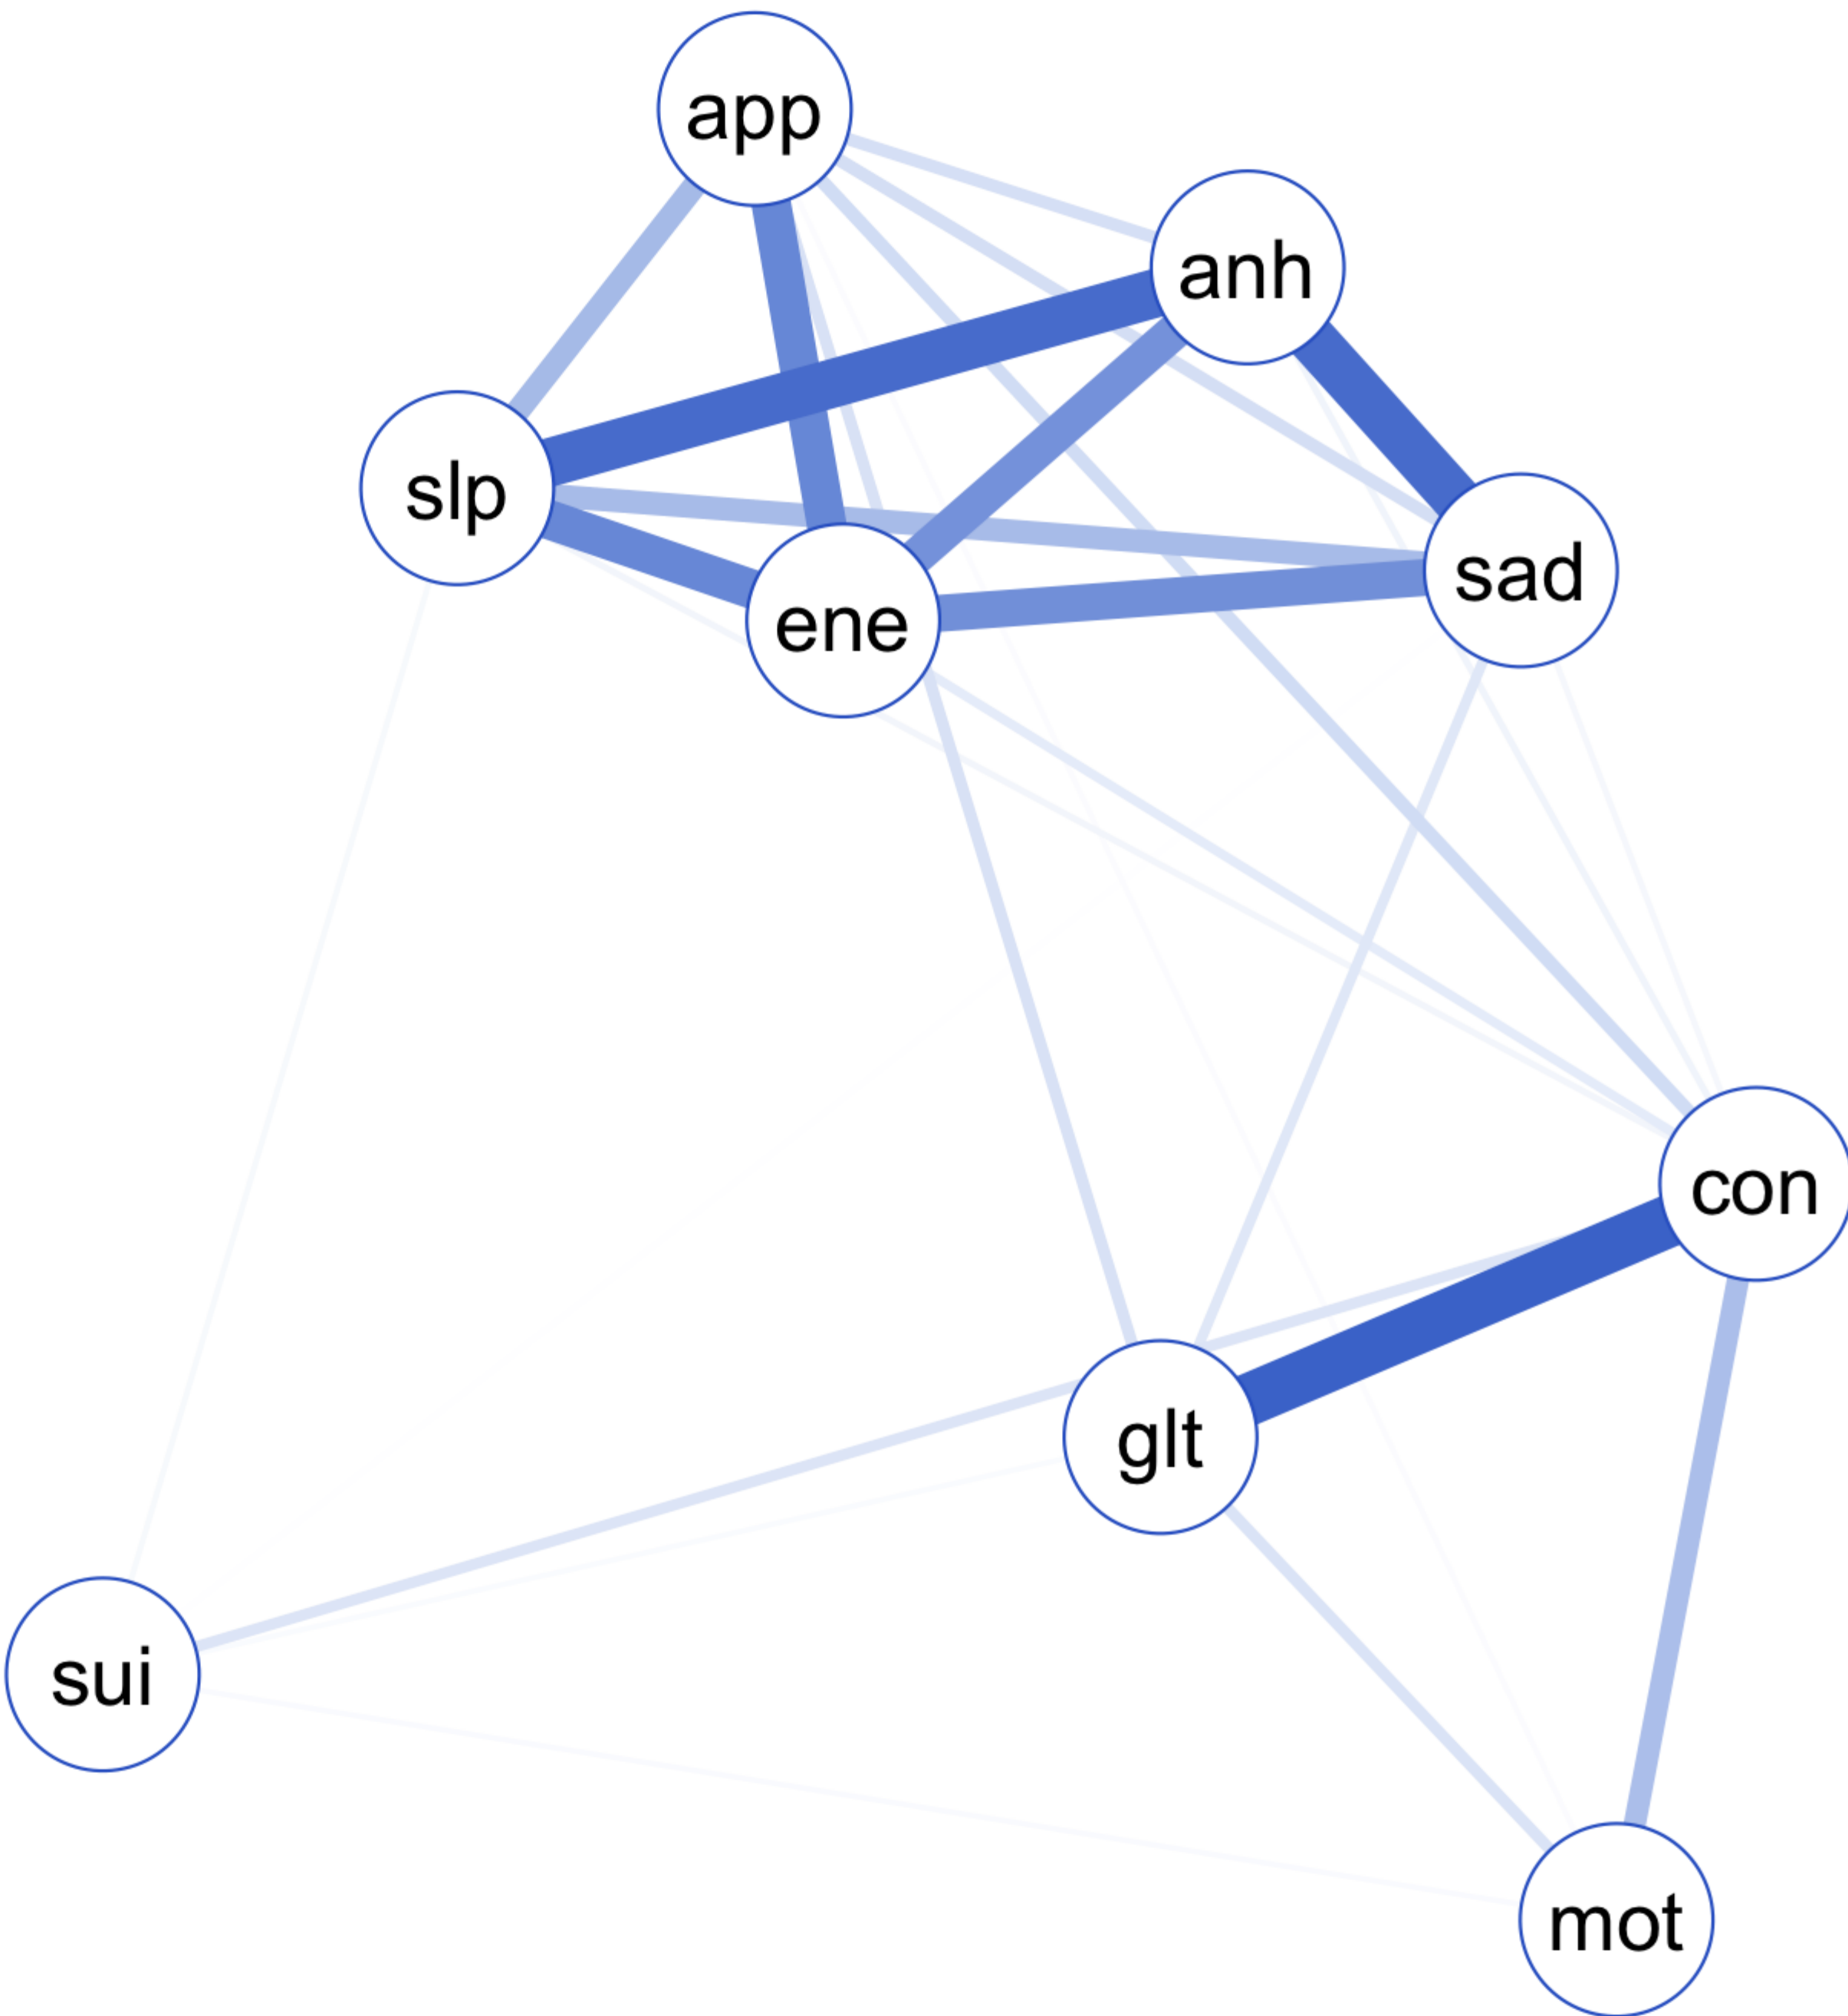 app
anh
slp
sad
ene
con
glt
sui
mot